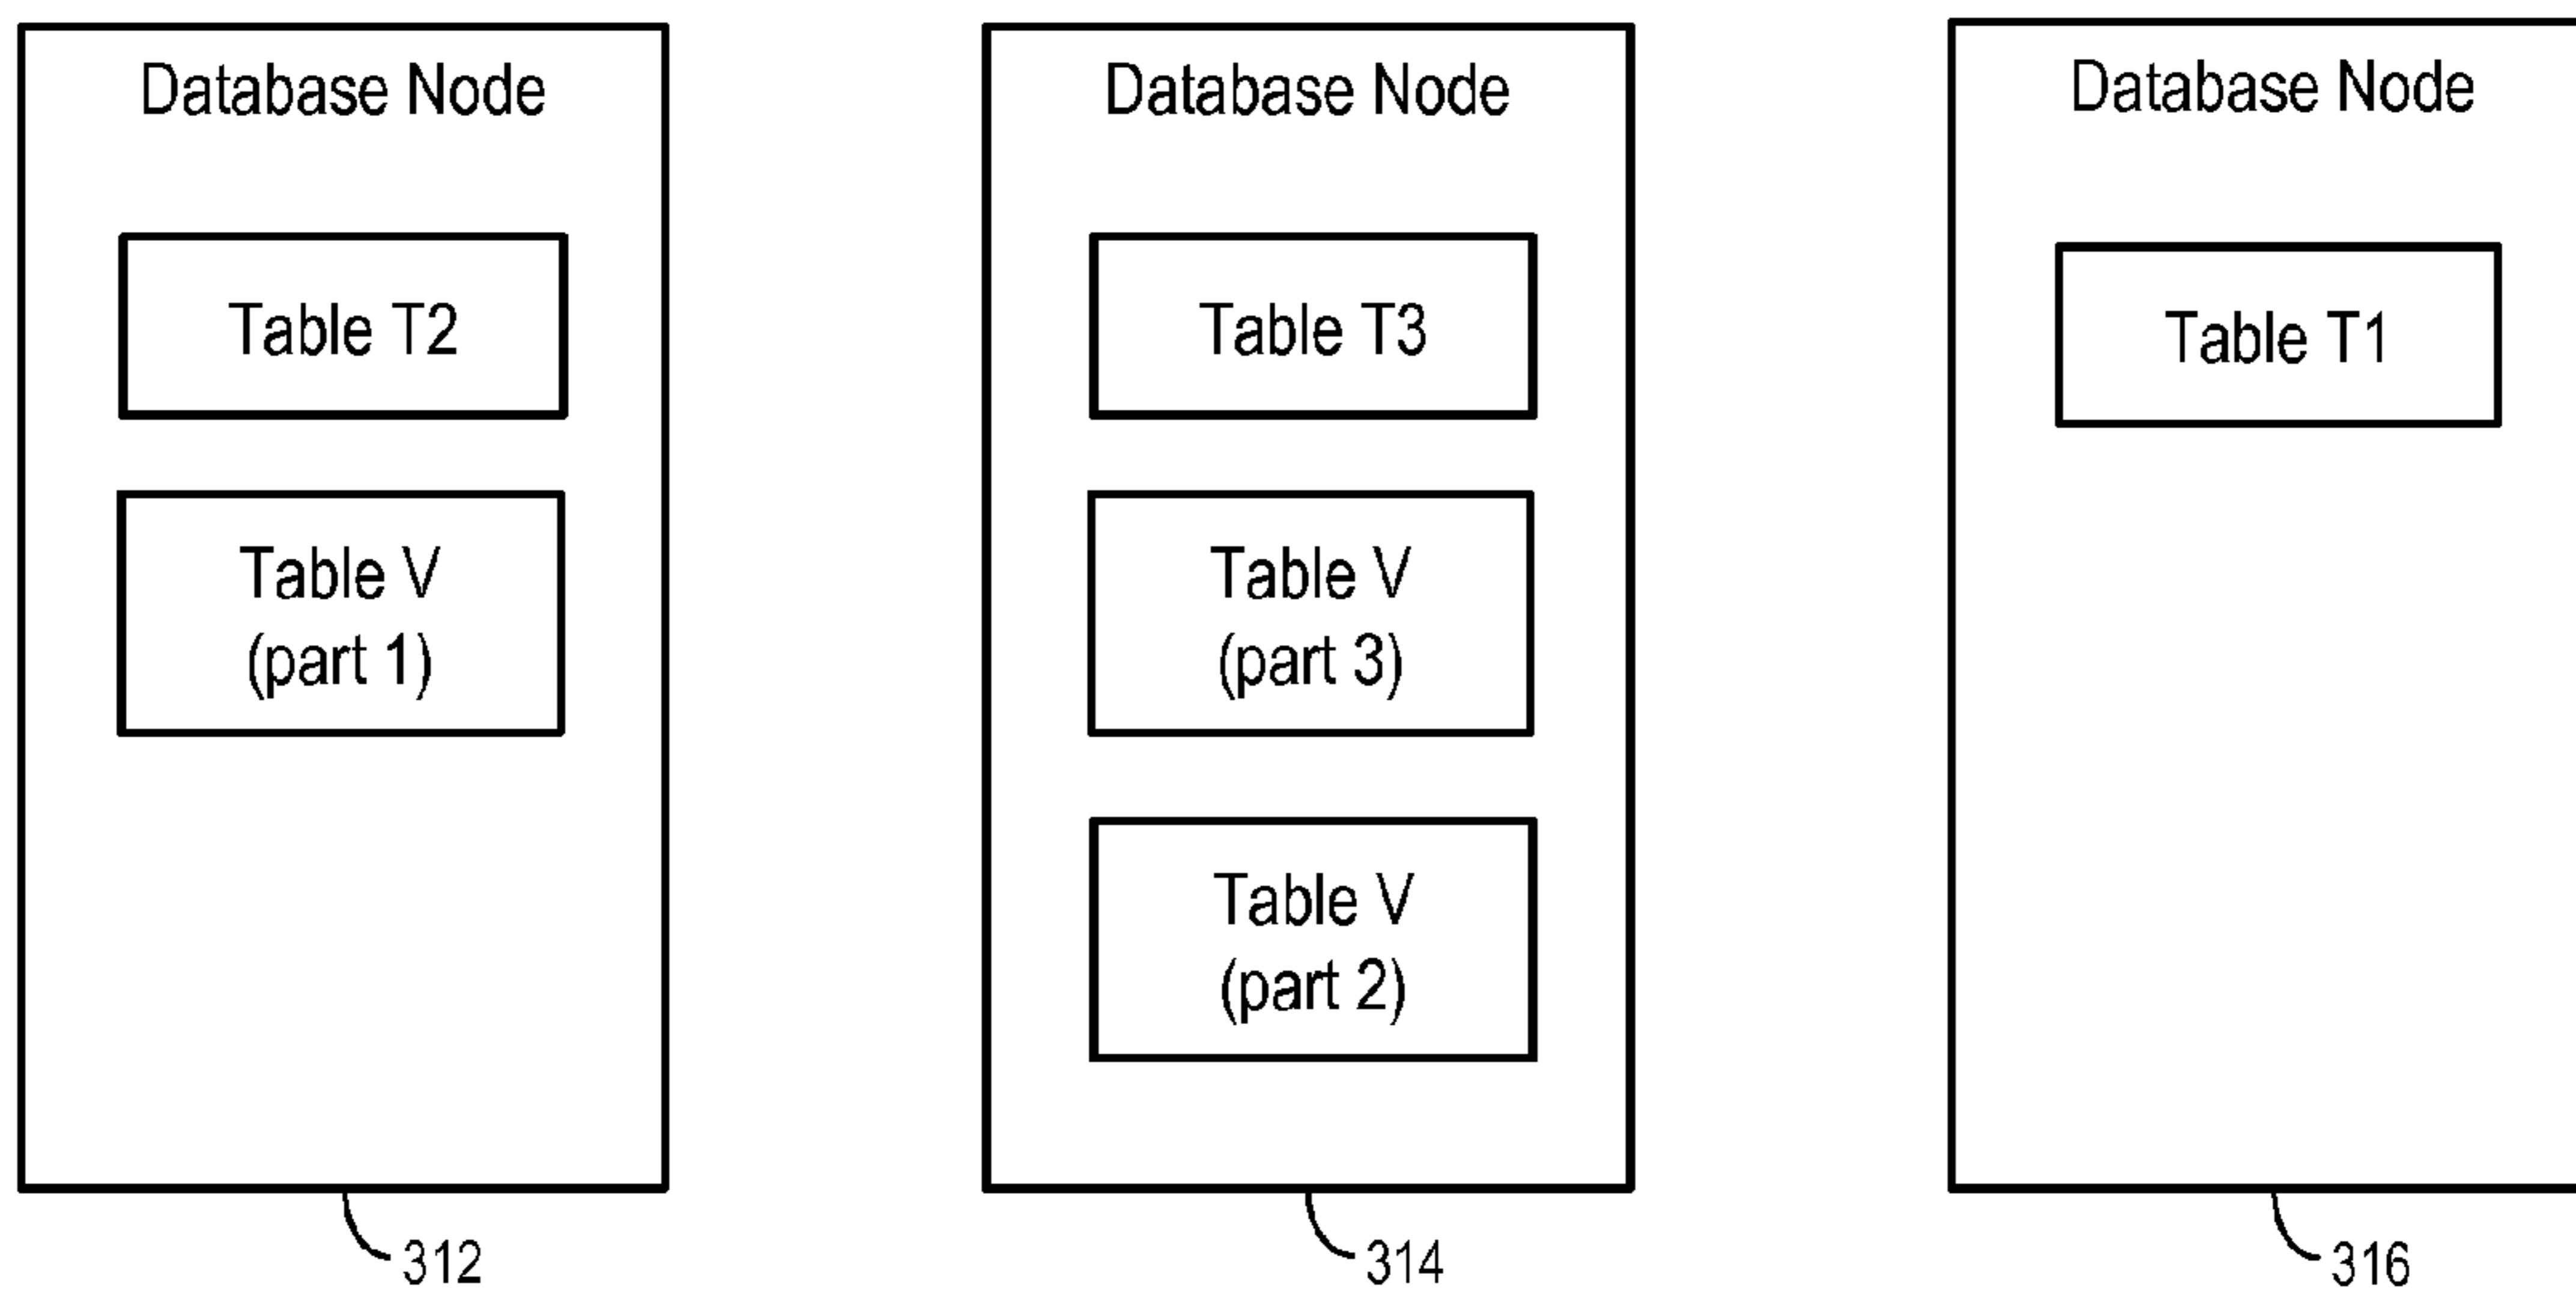 Database Node
Table T2
Table V
(part 1)
312
Database Node
Table T3
Table V
(part 3)
Table V
(part 2)
314
Database Node
Table T1
316